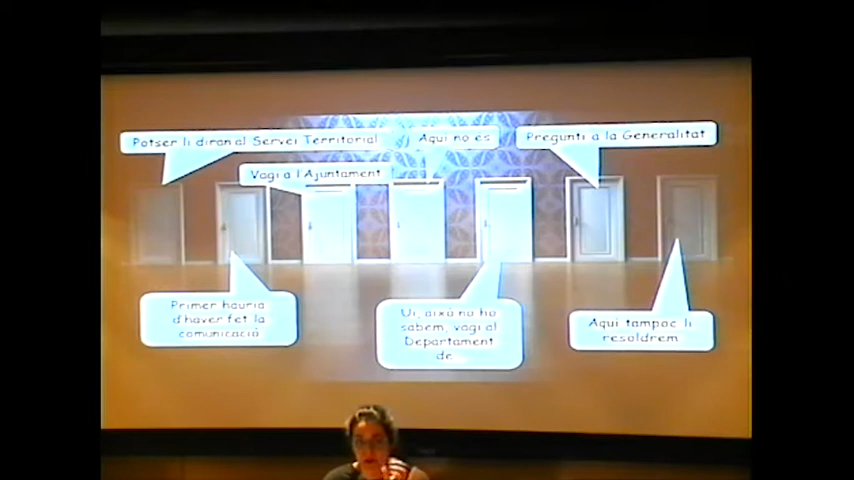 Potser li diran al Servei Territorial
Aquí no és
Pregunti a la Generalitat
Vagi a l'Ajuntament
Primer hauria
d'haver fet la
comunicació
Ui, això no ho
sabem, vagi al
Departament
de...
Aquí tampoc li
resoldrem